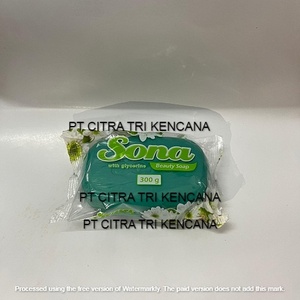 PT CITRA TRI KENCANA
Sona
with glycerine Beauty Soap
300 g
PT CITRA TRI KENCANA
PT CITRA TRI KENCANA
Processed using the free version of Watermarkly. The paid version does not add this mark.